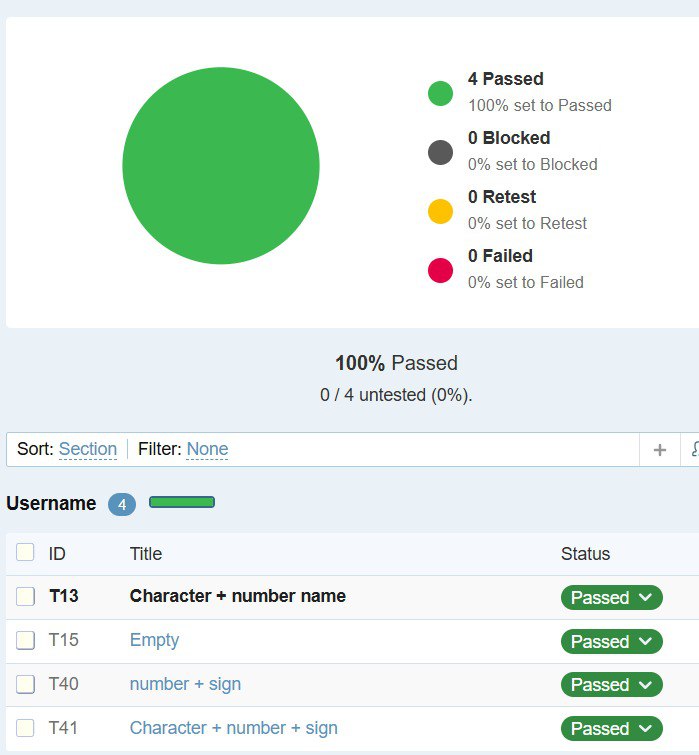 4 Passed
100% set to Passed
0 Blocked
0% set to Blocked
0 Retest
0% set to Retest
0 Failed
0% set to Failed
100% Passed
0 / 4 untested (0%).
Sort: Section Filter: None +
Username 4
ID Title Status
T13 Character + number name Passed
T15 Empty Passed
T40 number + sign Passed
T41 Character + number + sign Passed